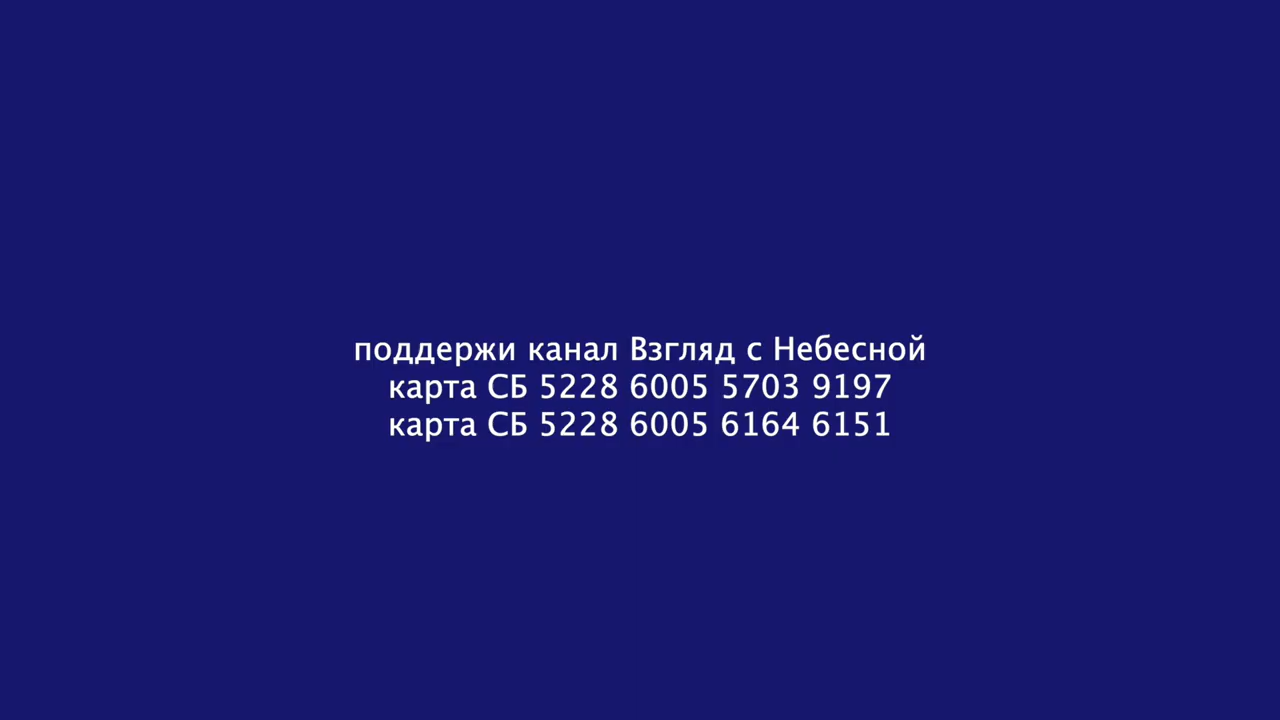 поддержи канал Взгляд с Небесной
карта СБ 5228 6005 5703 9197
карта СБ 5228 6005 6164 6151